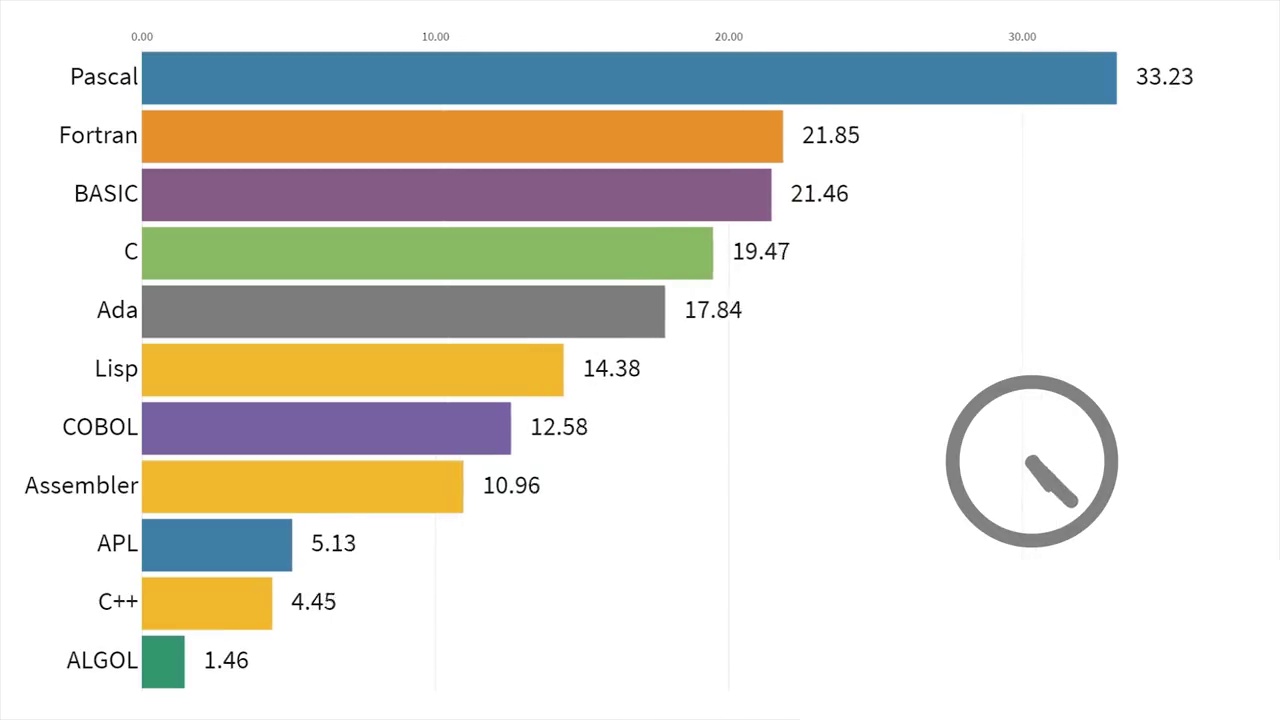 0.00 10.00 20.00 30.00
Pascal 33.23
Fortran 21.85
BASIC 21.46
C 19.47
Ada 17.84
Lisp 14.38
COBOL 12.58
Assembler 10.96
APL 5.13
C++ 4.45
ALGOL 1.46